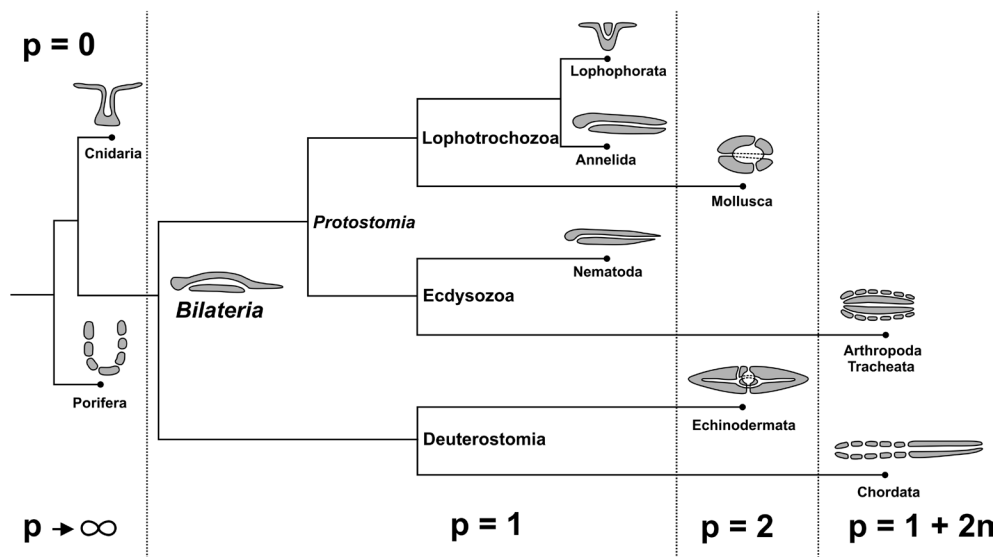 p = 0
Lophophorata
Cnidaria
Lophotrochozoa
Annelida
Mollusca
Protostomia
Nematoda
Bilateria
Ecdysozoa
Arthropoda
Tracheata
Porifera
Echinodermata
Deuterostomia
Chordata
p → ∞
p = 1
p = 2
p = 1 + 2n